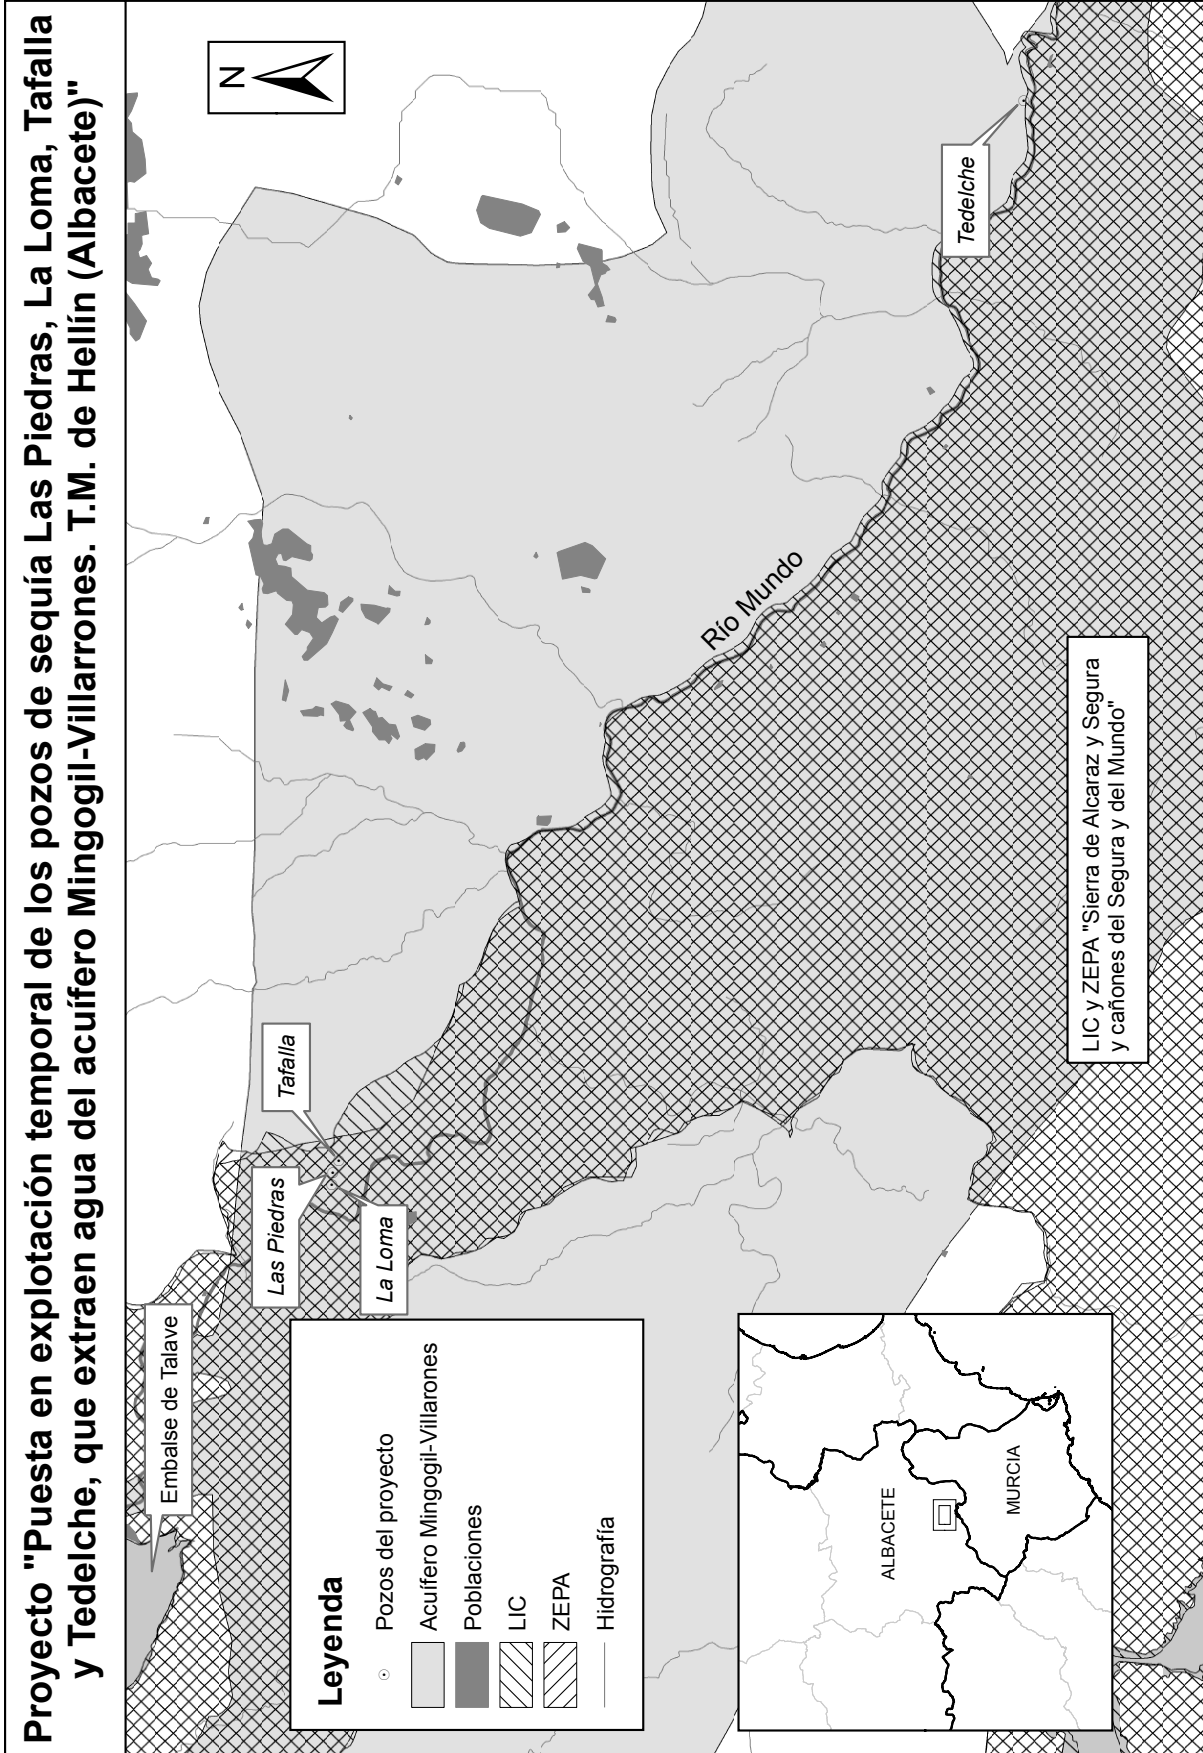 Proyecto "Puesta en explotación temporal de los pozos de sequía Las Piedras, La Loma, Tafalla
y Tedelche, que extraen agua del acuífero Mingogil-Villarrones. T.M. de Hellín (Albacete)"
N
Embalse de Talave
Las Piedras
Tafalla
La Loma
Río Mundo
Tedelche
Leyenda
Pozos del proyecto
Acuífero Mingogil-Villarones
Poblaciones
LIC
ZEPA
Hidrografía
ALBACETE
MURCIA
LIC y ZEPA "Sierra de Alcaraz y Segura
y cañones del Segura y del Mundo"